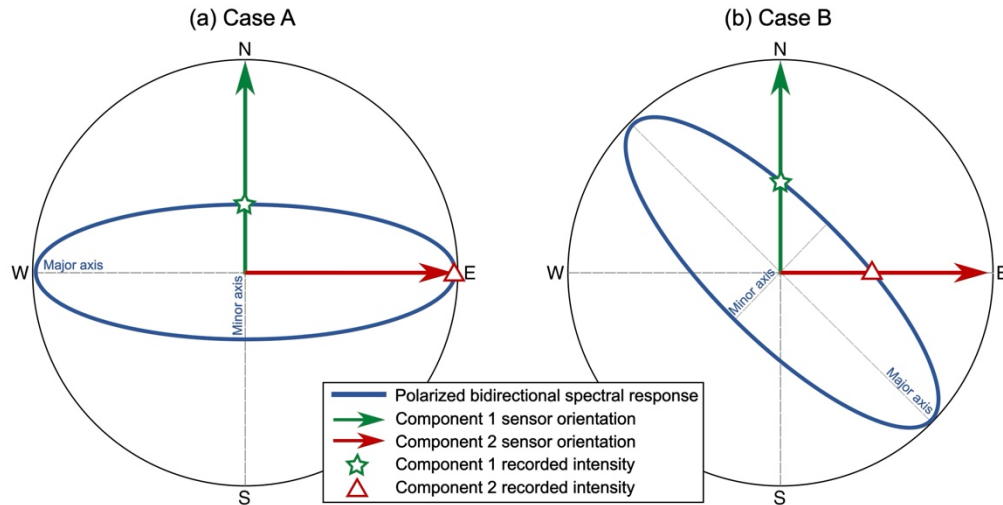 (a) Case A
(b) Case B
N
N
W
Major axis
Minor axis
E
S
W
Minor axis
Major axis
E
S
Polarized bidirectional spectral response
Component 1 sensor orientation
Component 2 sensor orientation
Component 1 recorded intensity
Component 2 recorded intensity